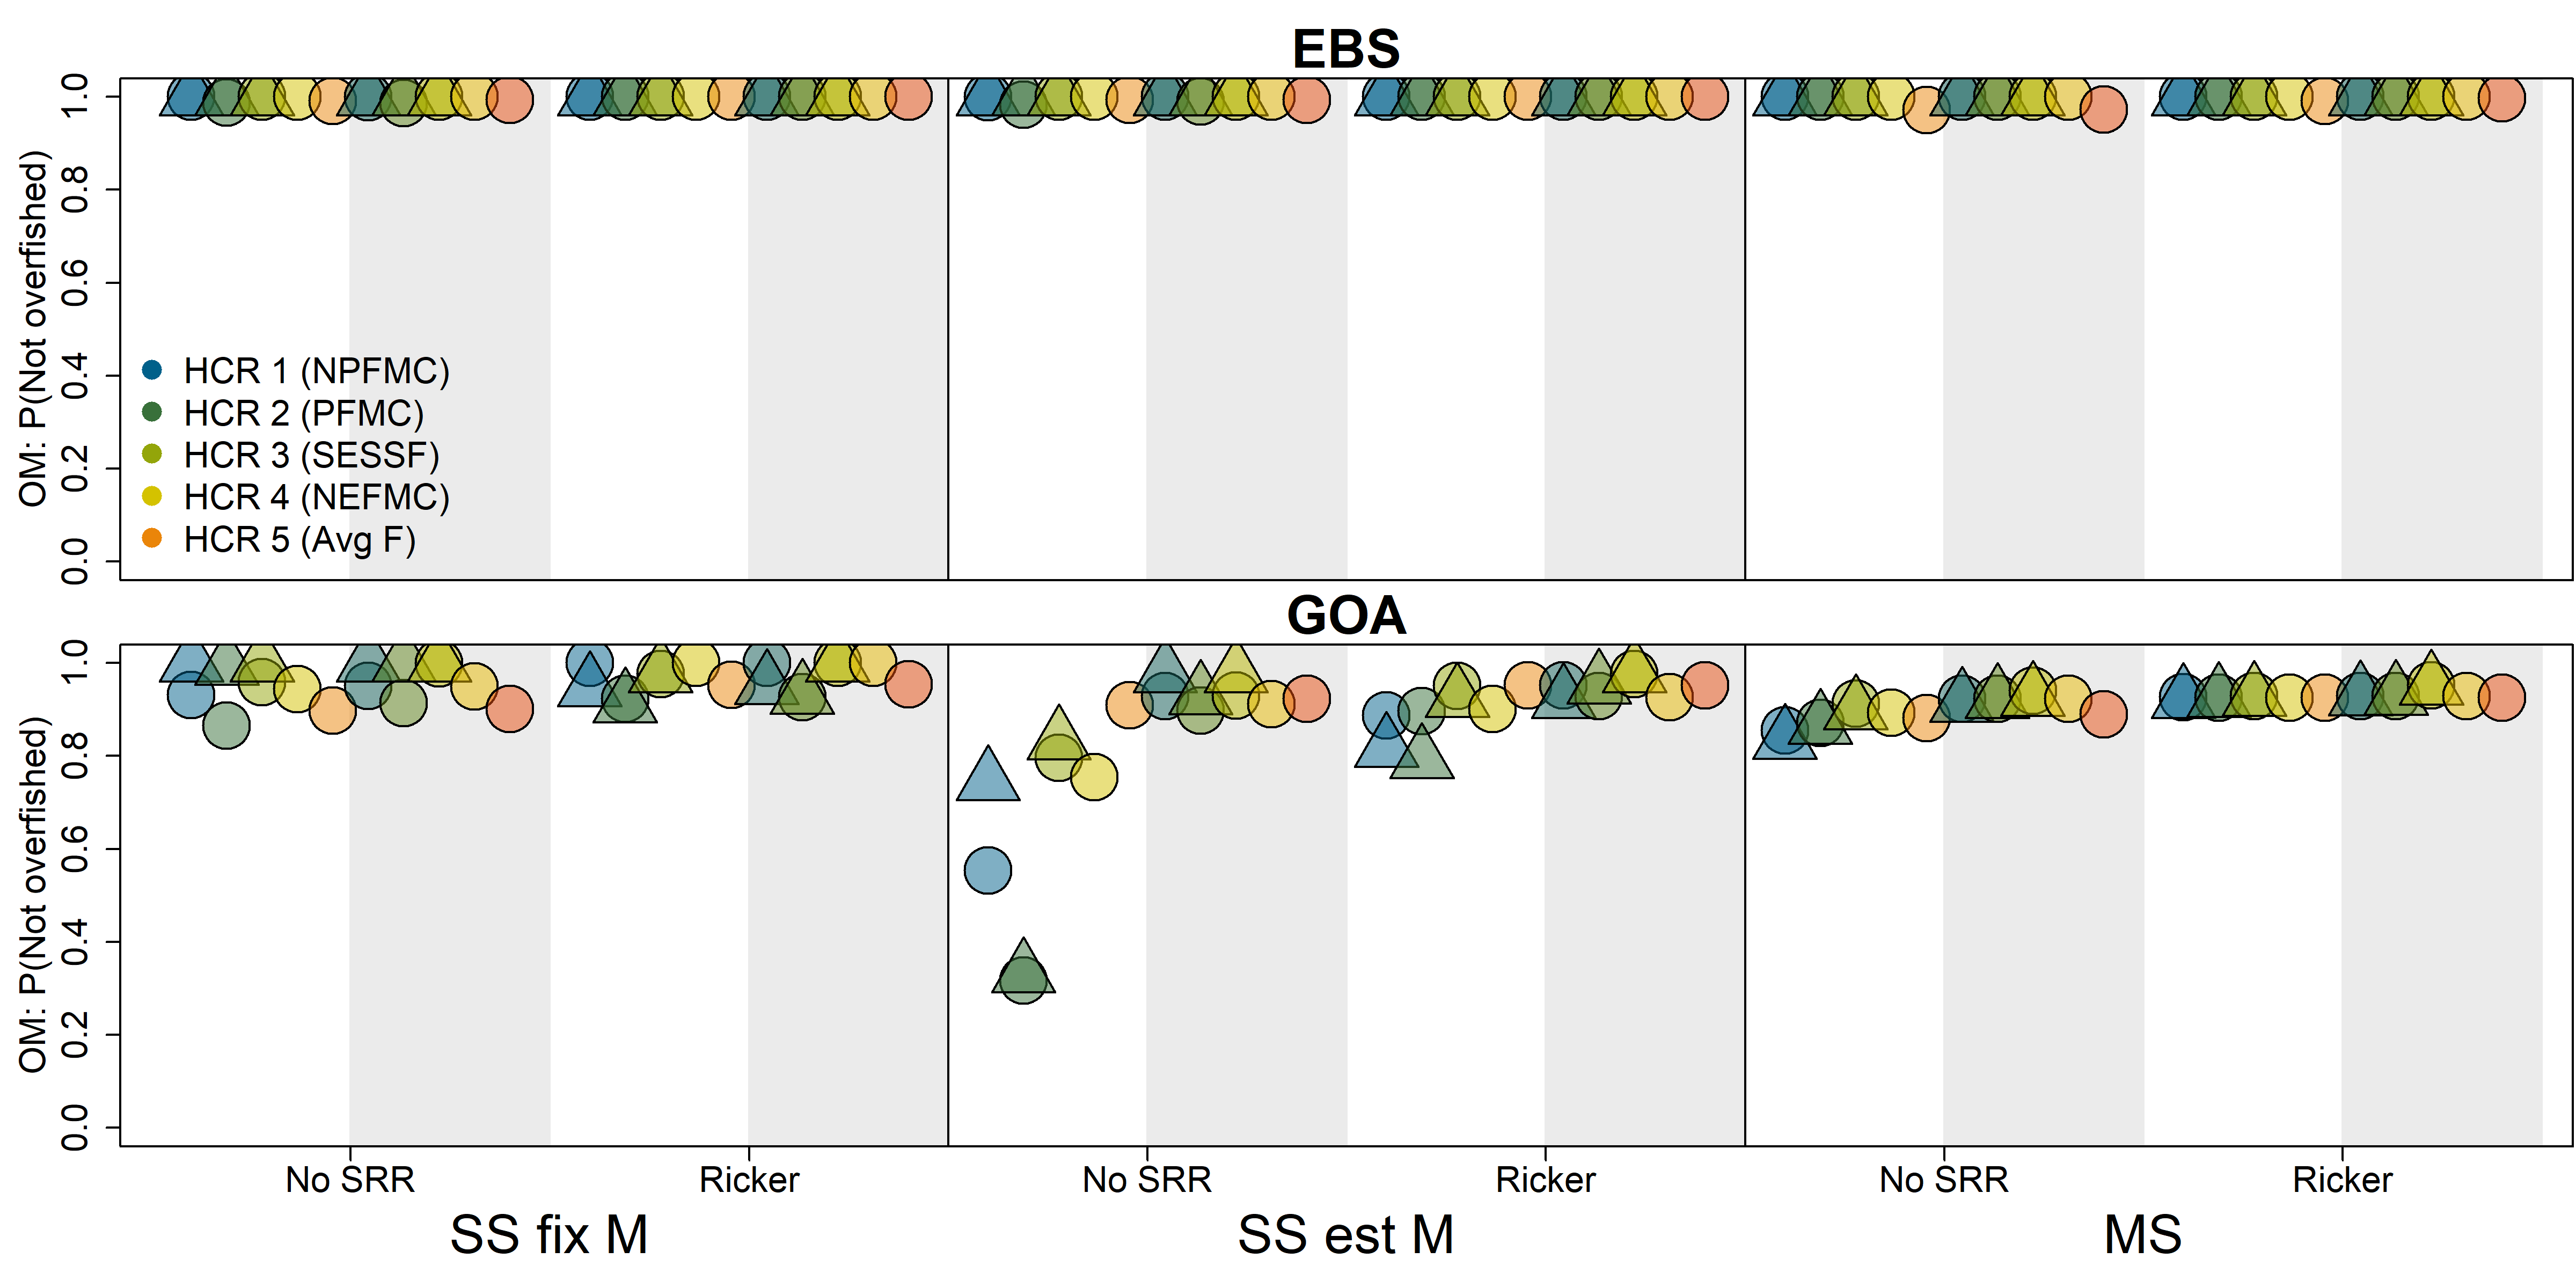 EBS
OM: P(Not overfished)
1.0
0.8
0.6
0.4
0.2
0.0
HCR 1 (NPFMC)
HCR 2 (PFMC)
HCR 3 (SESSF)
HCR 4 (NEFMC)
HCR 5 (Avg F)
GOA
OM: P(Not overfished)
1.0
0.8
0.6
0.4
0.2
0.0
No SRR Ricker No SRR Ricker No SRR Ricker
SS fix M SS est M MS